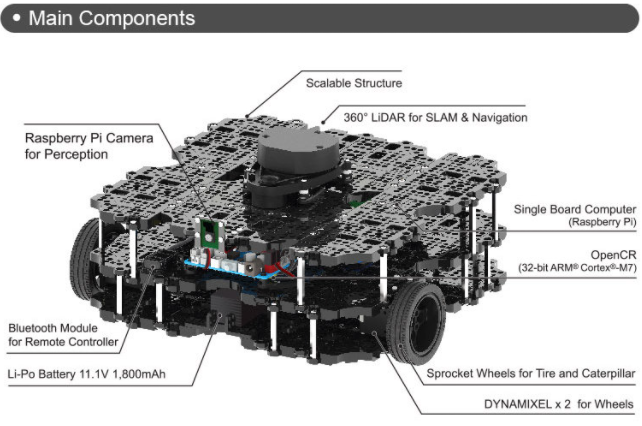 • Main Components
Scalable Structure
360° LiDAR for SLAM & Navigation
Raspberry Pi Camera
for Perception
Single Board Computer
(Raspberry Pi)
OpenCR
(32-bit ARM® Cortex®-M7)
Bluetooth Module
for Remote Controller
Li-Po Battery 11.1V 1,800mAh
Sprocket Wheels for Tire and Caterpillar
DYNAMIXEL x 2 for Wheels